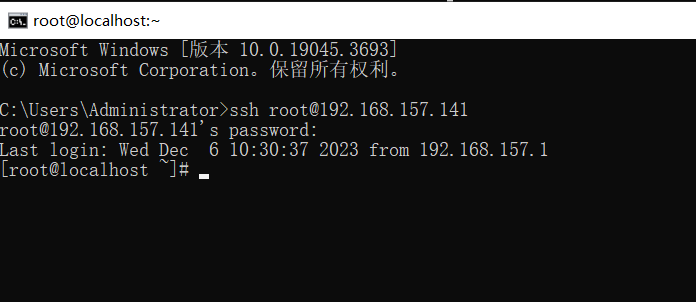 root@localhost:~
Microsoft Windows [版本 10.0.19045.3693]
(c) Microsoft Corporation。保留所有权利。
C:\Users\Administrator>ssh root@192.168.157.141
root@192.168.157.141's password:
Last login: Wed Dec  6 10:30:37 2023 from 192.168.157.1
[root@localhost ~]#